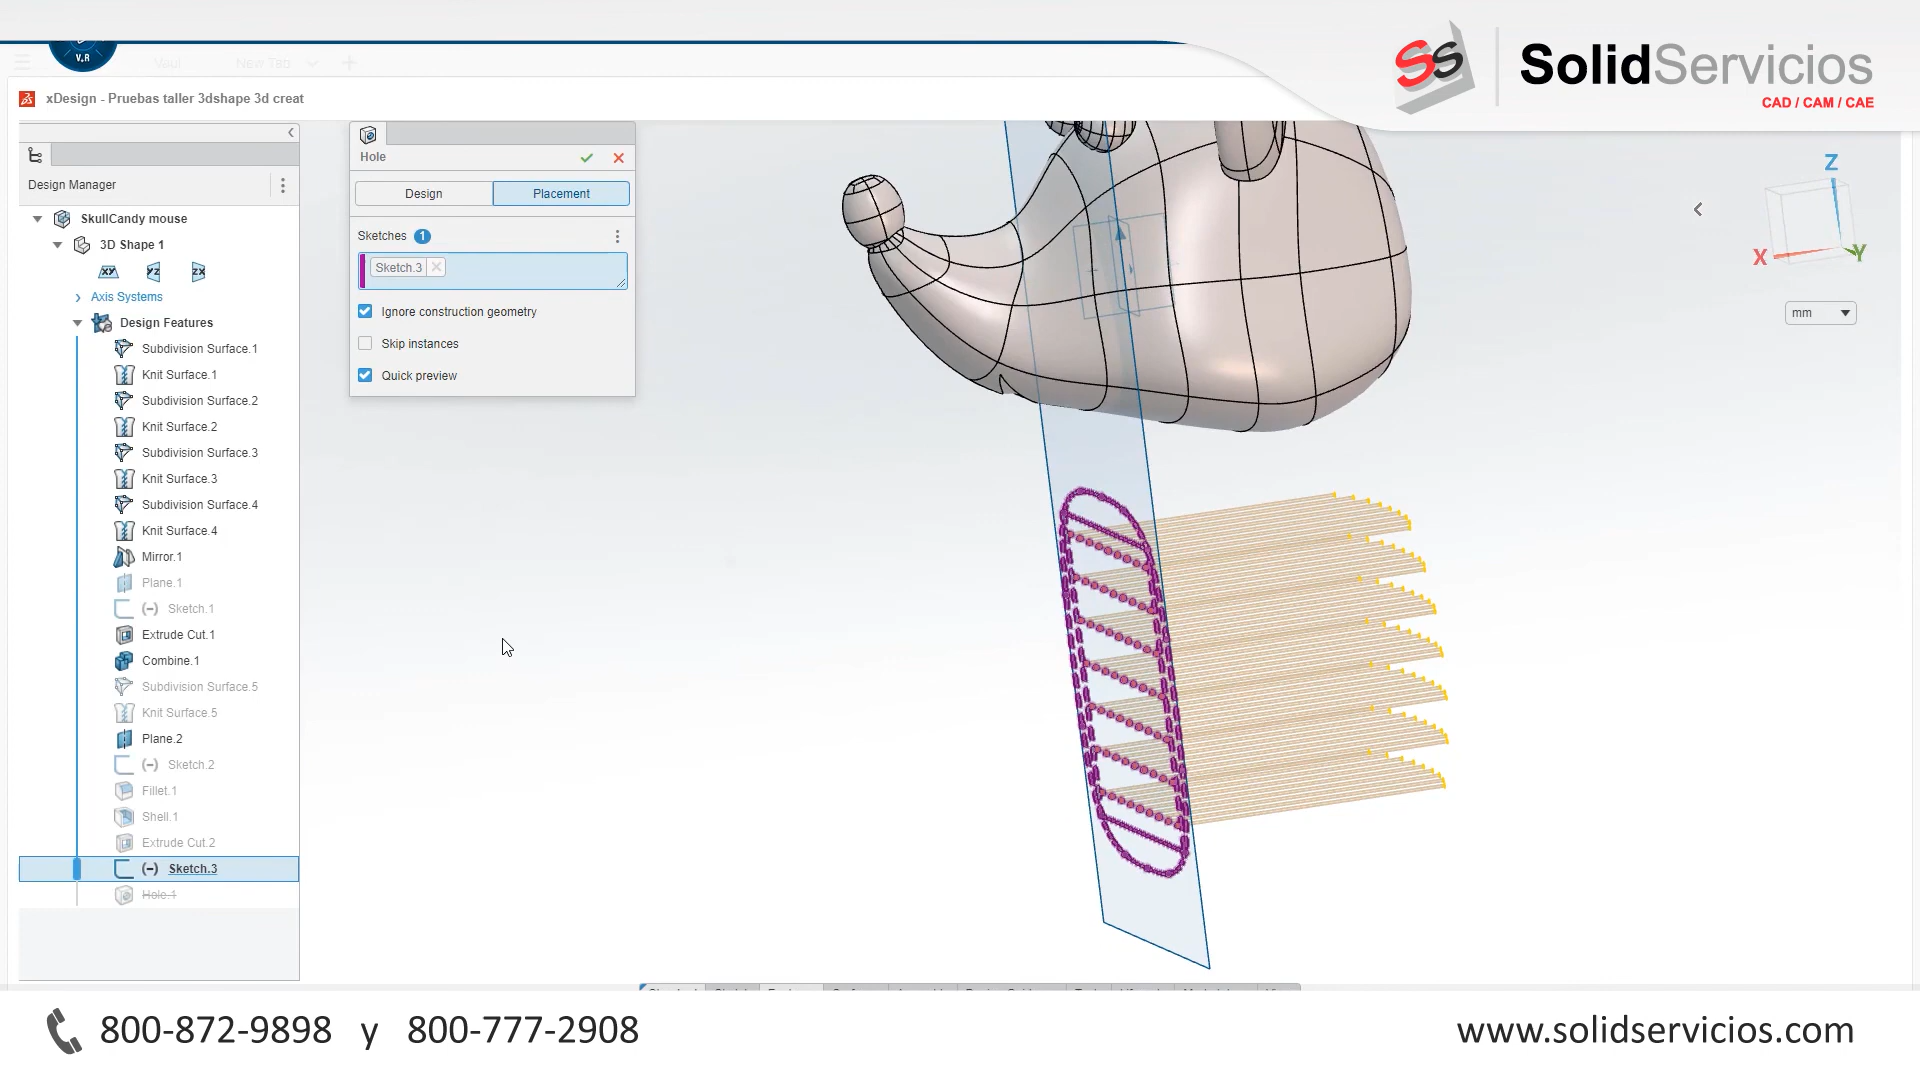 V.R
Vaul
New Tab
SS
SolidServicios
CAD / CAM / CAE
xDesign - Pruebas taller 3dshape 3d creat
Design Manager
SkullCandy mouse
3D Shape 1
XY
YZ
ZX
Axis Systems
Design Features
Subdivision Surface.1
Knit Surface.1
Subdivision Surface.2
Knit Surface.2
Subdivision Surface.3
Knit Surface.3
Subdivision Surface.4
Knit Surface.4
Mirror.1
Plane.1
(-) Sketch.1
Extrude Cut.1
Combine.1
Subdivision Surface.5
Knit Surface.5
Plane.2
(-) Sketch.2
Fillet.1
Shell.1
Extrude Cut.2
(-) Sketch.3
Hole.1
Hole
Design
Placement
Sketches 1
Sketch.3
Ignore construction geometry
Skip instances
Quick preview
Z
X
Y
mm
800-872-9898 y 800-777-2908
www.solidservicios.com